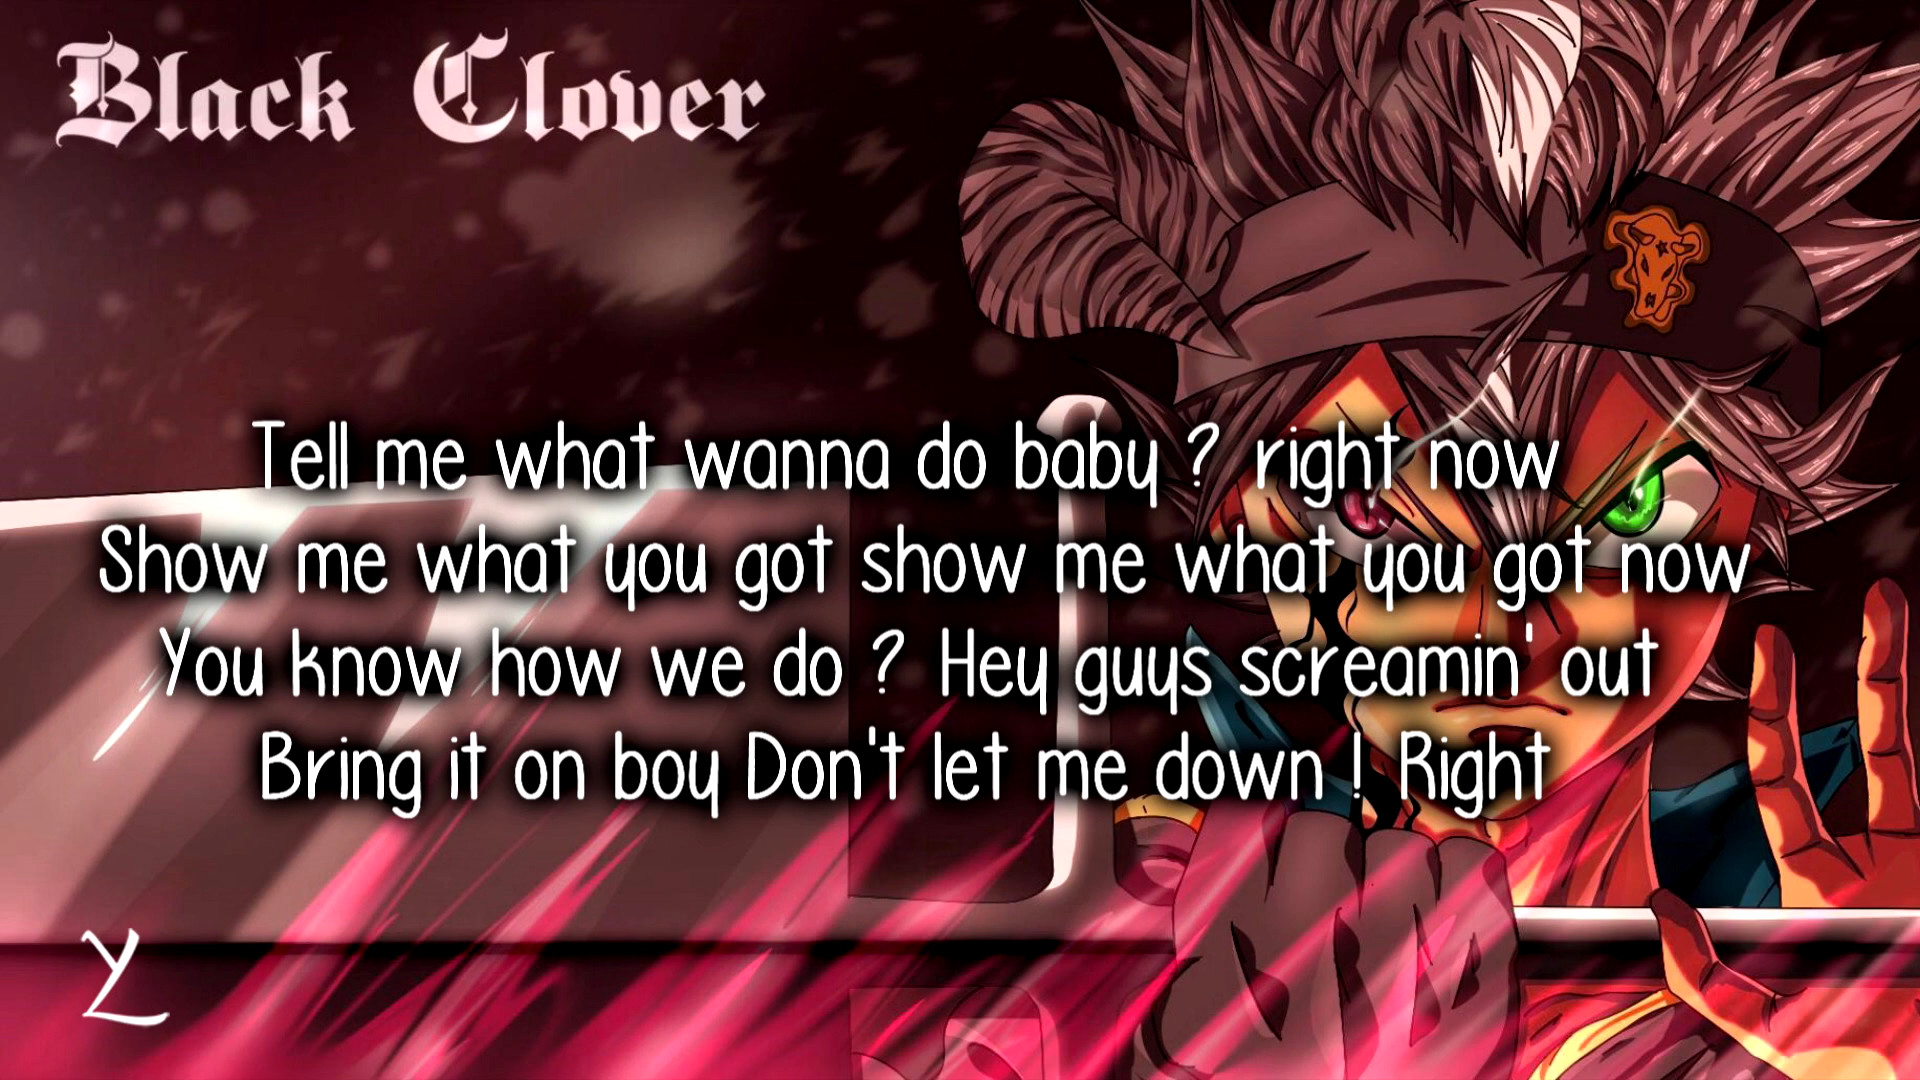 Black Clover
Tell me what wanna do baby ? right now
Show me what you got show me what you got now
You know how we do ? Hey guys screamin' out
Bring it on boy Don't let me down ! Right
YL